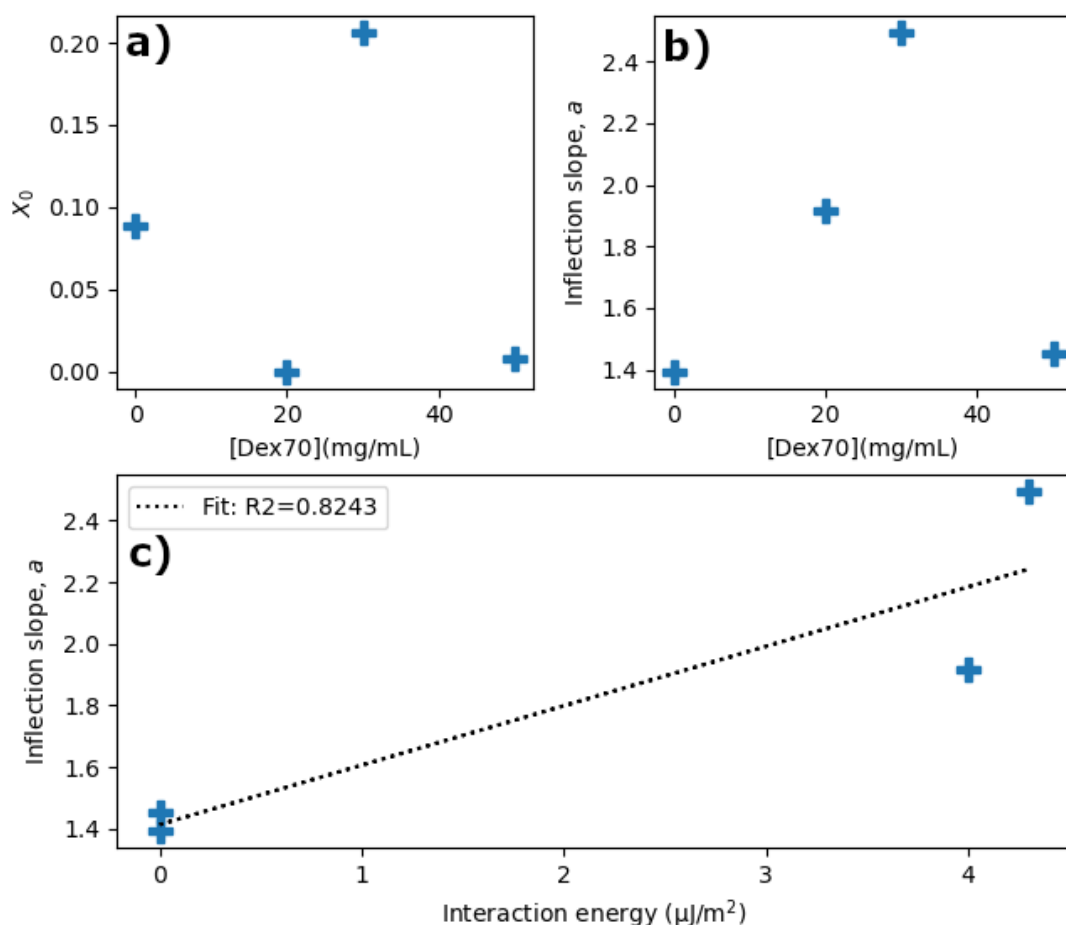 a)
0.20
0.15
0.10
0.05
0.00
X₀
0 20 40
[Dex70](mg/mL)
b)
2.4
2.2
2.0
1.8
1.6
1.4
Inflection slope, a
0 20 40
[Dex70](mg/mL)
Fit: R2=0.8243
c)
2.4
2.2
2.0
1.8
1.6
1.4
Inflection slope, a
0 1 2 3 4
Interaction energy (µJ/m²)